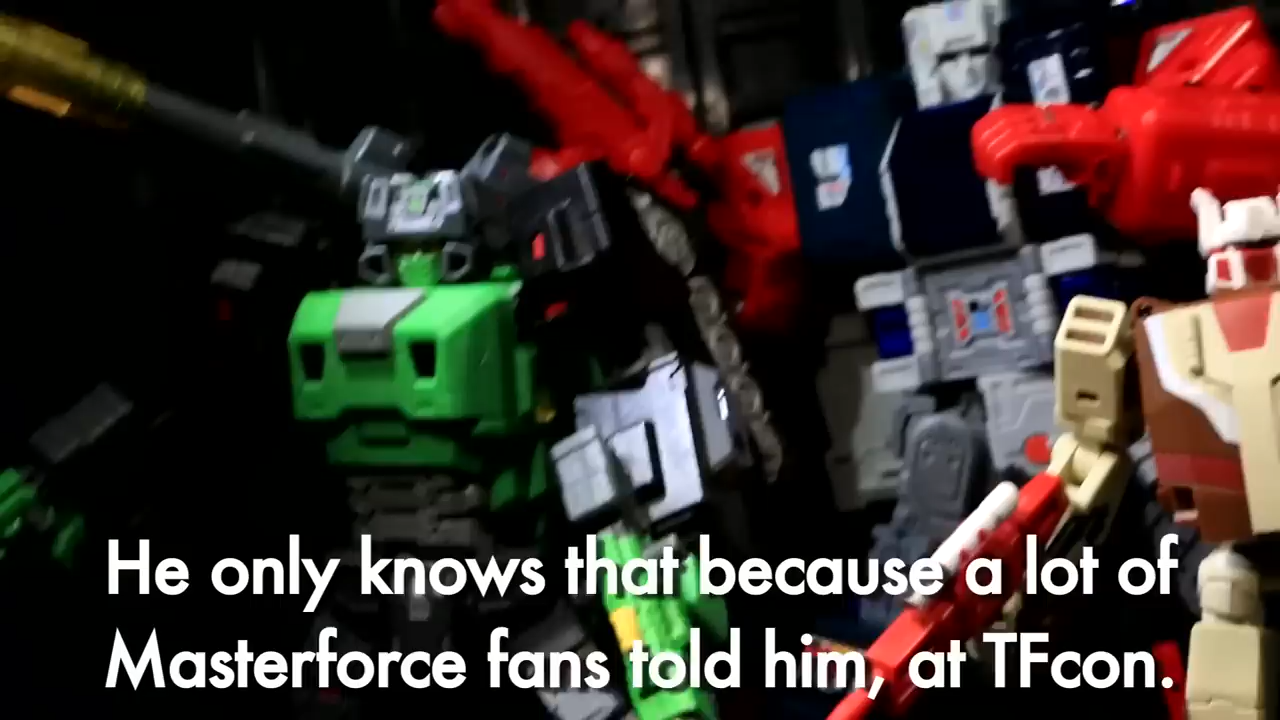 He only knows that because a lot of
Masterforce fans told him, at TFcon.